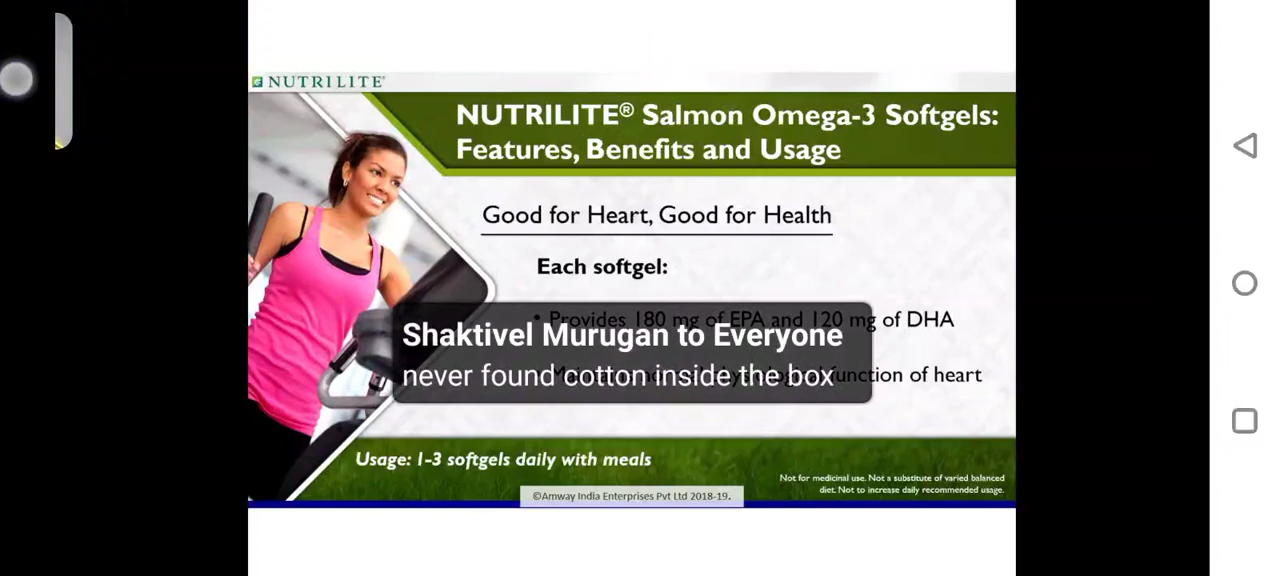 NUTRILITE®
NUTRILITE® Salmon Omega-3 Softgels:
Features, Benefits and Usage
Good for Heart, Good for Health
Each softgel:
• Provides 180 mg of EPA and 120 mg of DHA
Shaktivel Murugan to Everyone
never found cotton inside the box
function of heart
Usage: 1-3 softgels daily with meals
Not for medicinal use. Not a substitute of varied balanced
diet. Not to increase daily recommended usage.
©Amway India Enterprises Pvt Ltd 2018-19.